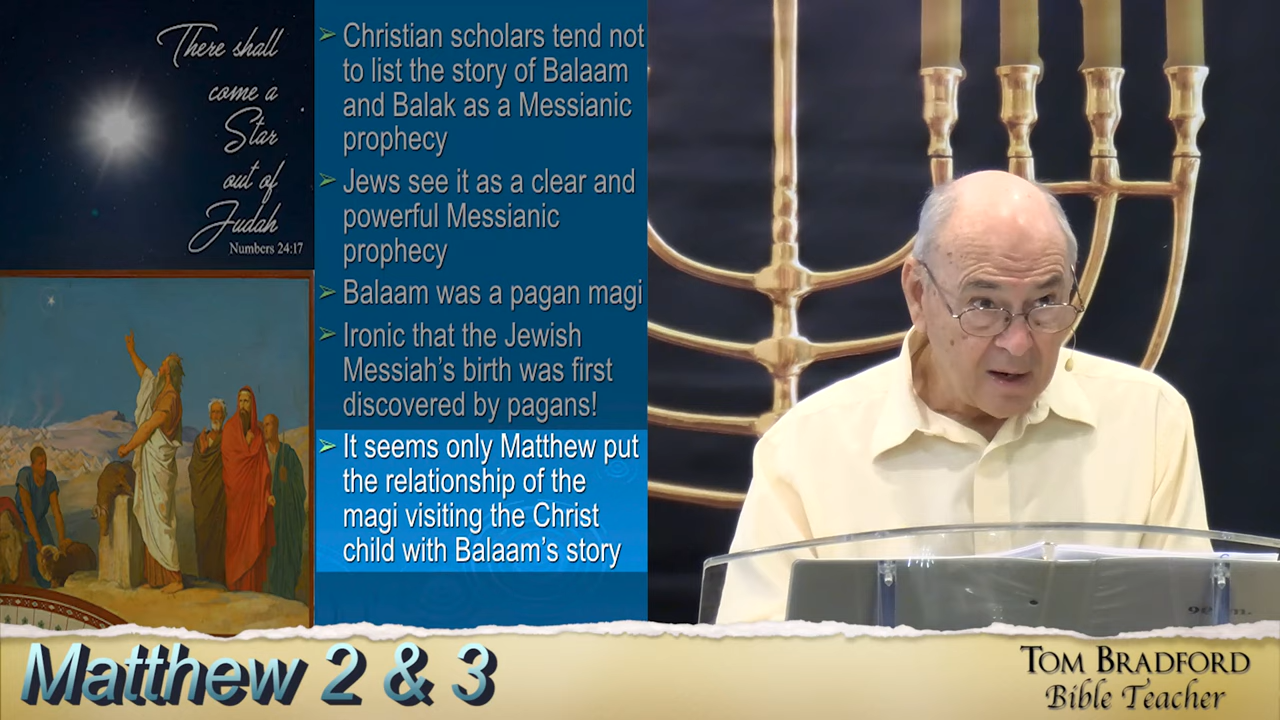 There shall
come a
Star
out of
Judah
Numbers 24:17
➢ Christian scholars tend not
to list the story of Balaam
and Balak as a Messianic
prophecy
➢ Jews see it as a clear and
powerful Messianic
prophecy
➢ Balaam was a pagan magi
➢ Ironic that the Jewish
Messiah's birth was first
discovered by pagans!
➢ It seems only Matthew put
the relationship of the
magi visiting the Christ
child with Balaam's story
Matthew 2 & 3
TOM BRADFORD
Bible Teacher